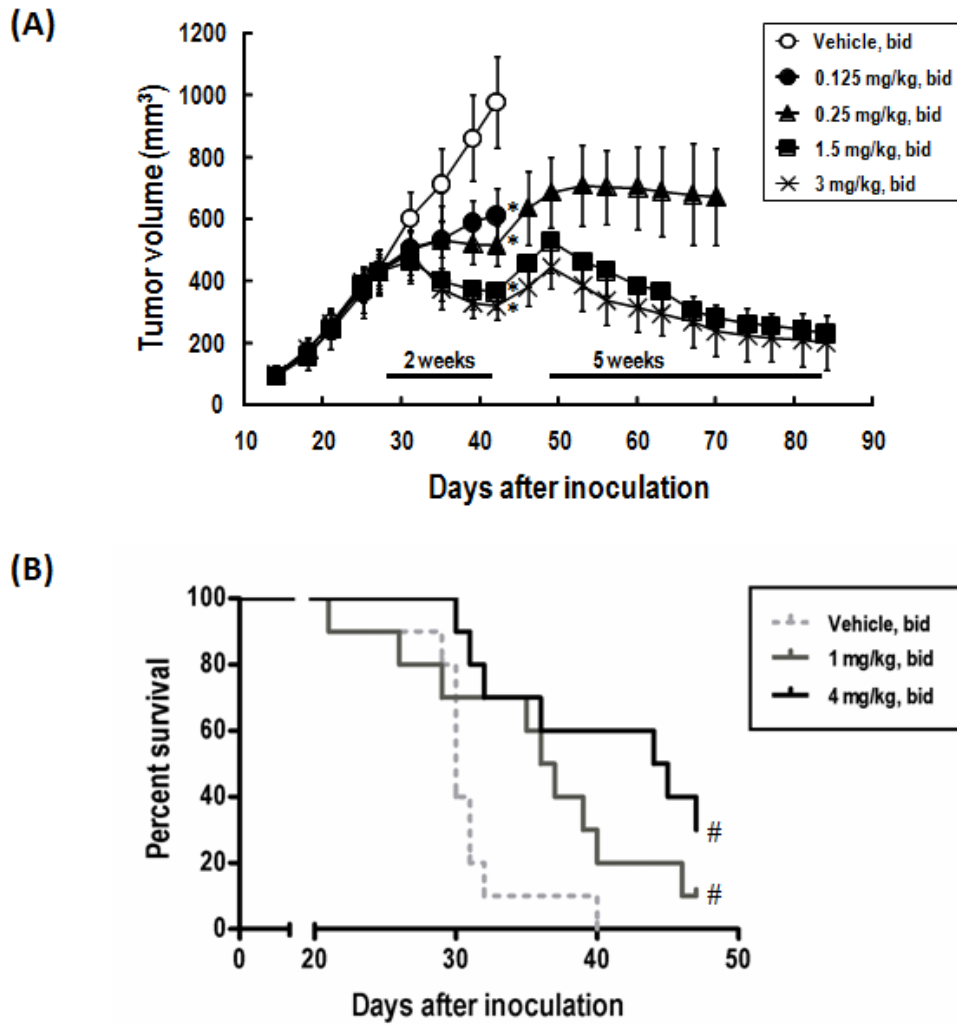 (A)
1200
1000
800
600
400
200
0
Tumor volume (mm³)
10 20 30 40 50 60 70 80 90
Days after inoculation
2 weeks
5 weeks
*
*
*
*
Vehicle, bid
0.125 mg/kg, bid
0.25 mg/kg, bid
1.5 mg/kg, bid
3 mg/kg, bid
(B)
100
80
60
40
20
0
Percent survival
0 20 30 40 50
Days after inoculation
#
#
Vehicle, bid
1 mg/kg, bid
4 mg/kg, bid